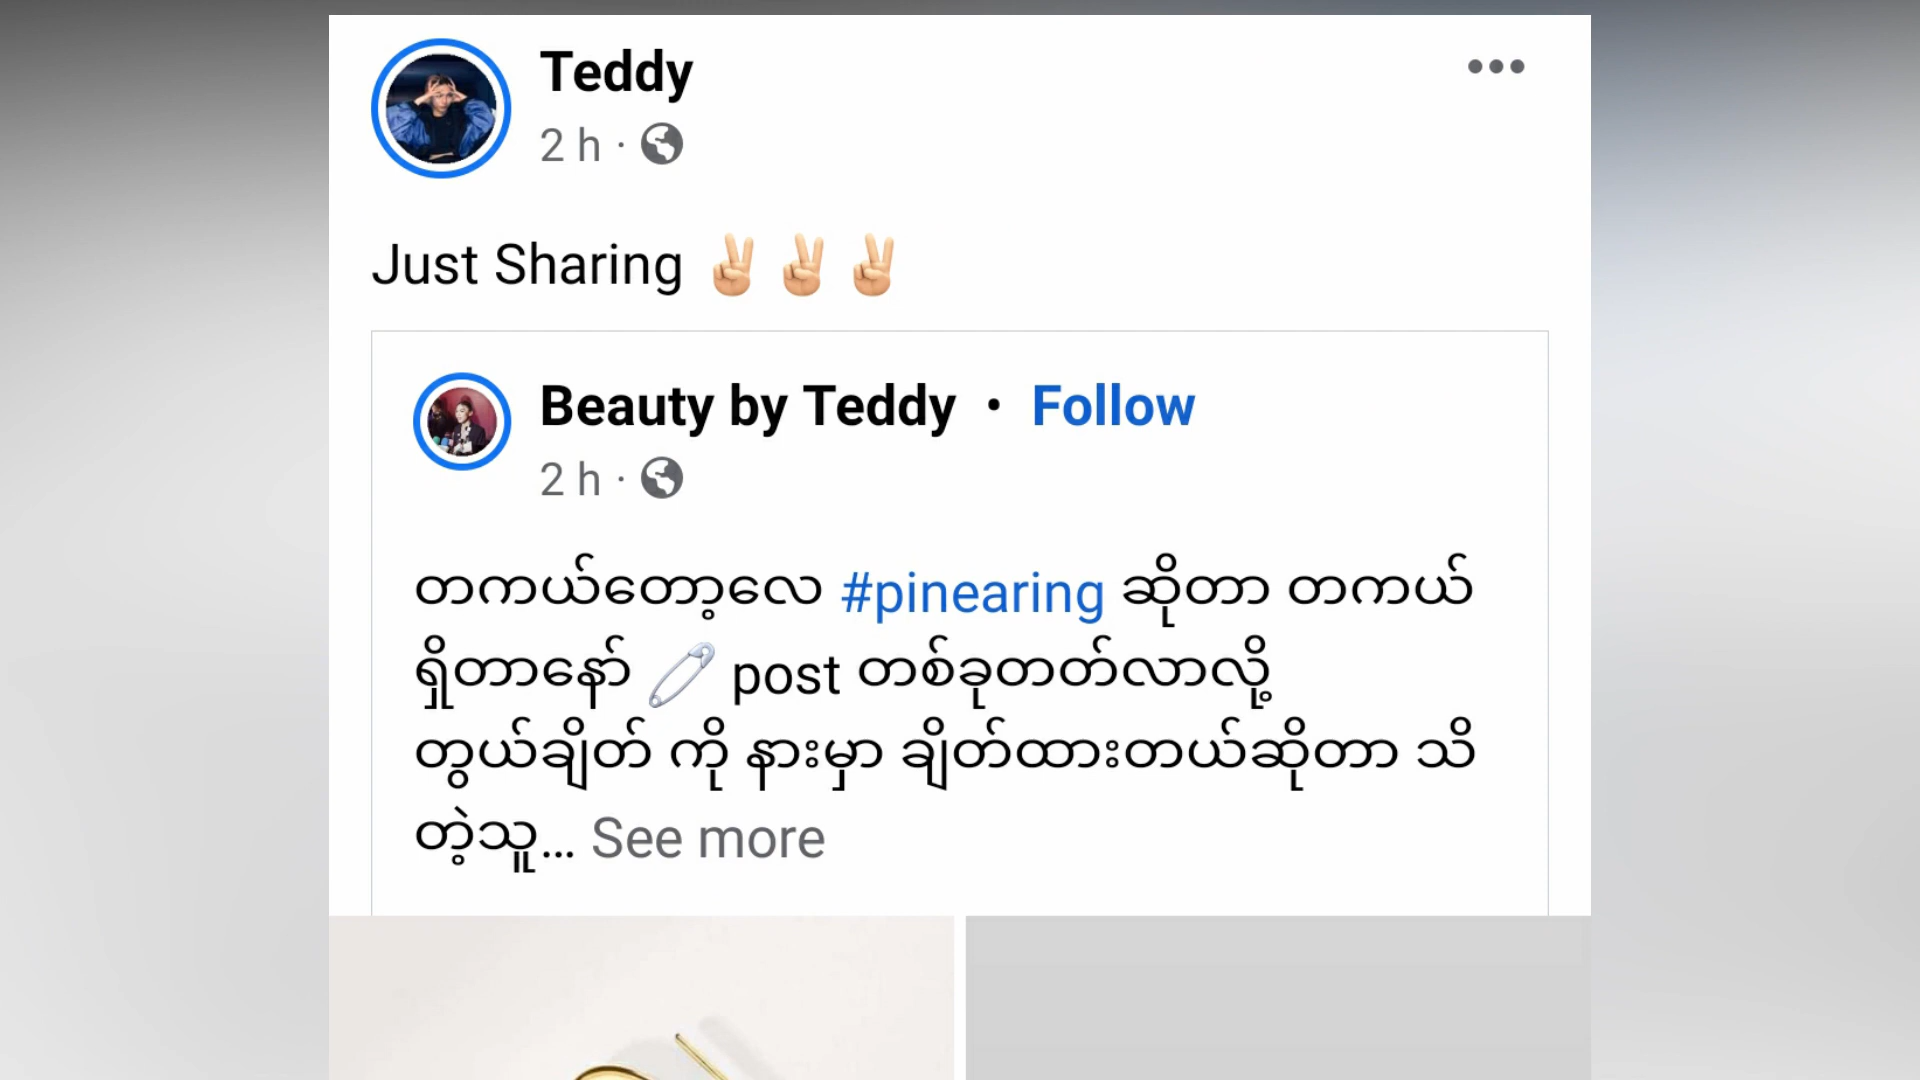 Teddy
2 h ·
Just Sharing ✌🏻✌🏻✌🏻
Beauty by Teddy • Follow
2 h ·
တကယ်တော့လေ #pinearing ဆိုတာ တကယ်
ရှိတာနော် 🧷 post တစ်ခုတတ်လာလို့
တွယ်ချိတ် ကို နားမှာ ချိတ်ထားတယ်ဆိုတာ သိ
တဲ့သူ... See more